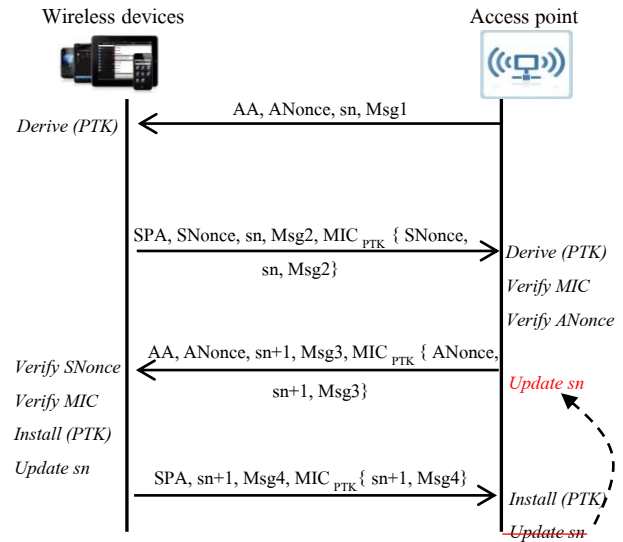 Wireless devices
Access point
AA, ANonce, sn, Msg1
Derive (PTK)
SPA, SNonce, sn, Msg2, MIC PTK { SNonce,
sn, Msg2}
Derive (PTK)
Verify MIC
Verify ANonce
AA, ANonce, sn+1, Msg3, MIC PTK { ANonce,
sn+1, Msg3}
Verify SNonce
Verify MIC
Install (PTK)
Update sn
Update sn
SPA, sn+1, Msg4, MIC PTK{ sn+1, Msg4}
Install (PTK)
Update sn